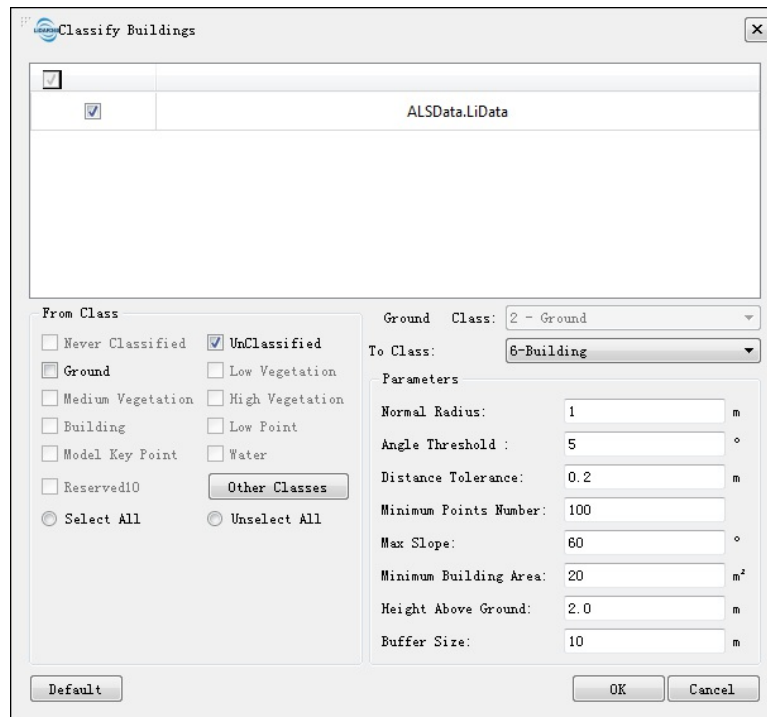 Classify Buildings
ALSData.LiData
From Class
Never Classified UnClassified
Ground Low Vegetation
Medium Vegetation High Vegetation
Building Low Point
Model Key Point Water
Reserved10 Other Classes
Select All Unselect All
Ground Class: 2 - Ground
To Class: 6-Building
Parameters
Normal Radius: 1 m
Angle Threshold : 5 °
Distance Tolerance: 0.2 m
Minimum Points Number: 100
Max Slope: 60 °
Minimum Building Area: 20 m²
Height Above Ground: 2.0 m
Buffer Size: 10 m
Default OK Cancel